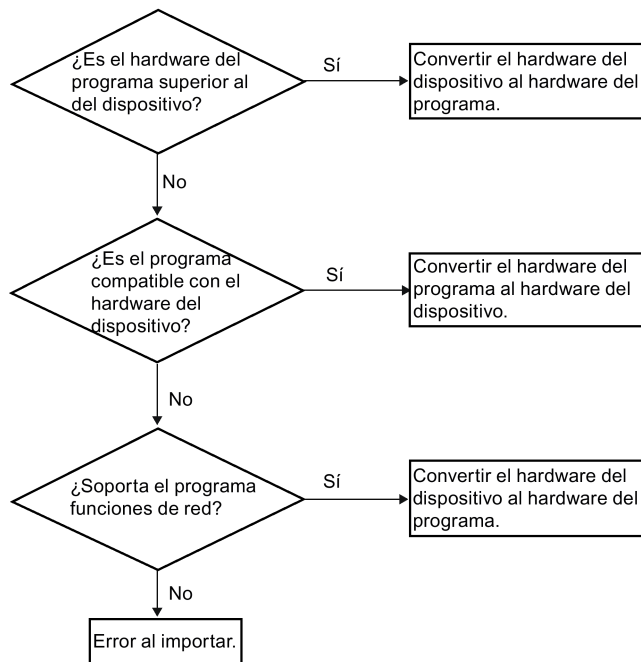 ¿Es el hardware del
programa superior al
del dispositivo?
Sí
Convertir el hardware del
dispositivo al hardware del
programa.
No
¿Es el programa
compatible con el
hardware del
dispositivo?
Sí
Convertir el hardware del
programa al hardware del
dispositivo.
No
¿Soporta el programa
funciones de red?
Sí
Convertir el hardware del
dispositivo al hardware del
programa.
No
Error al importar.